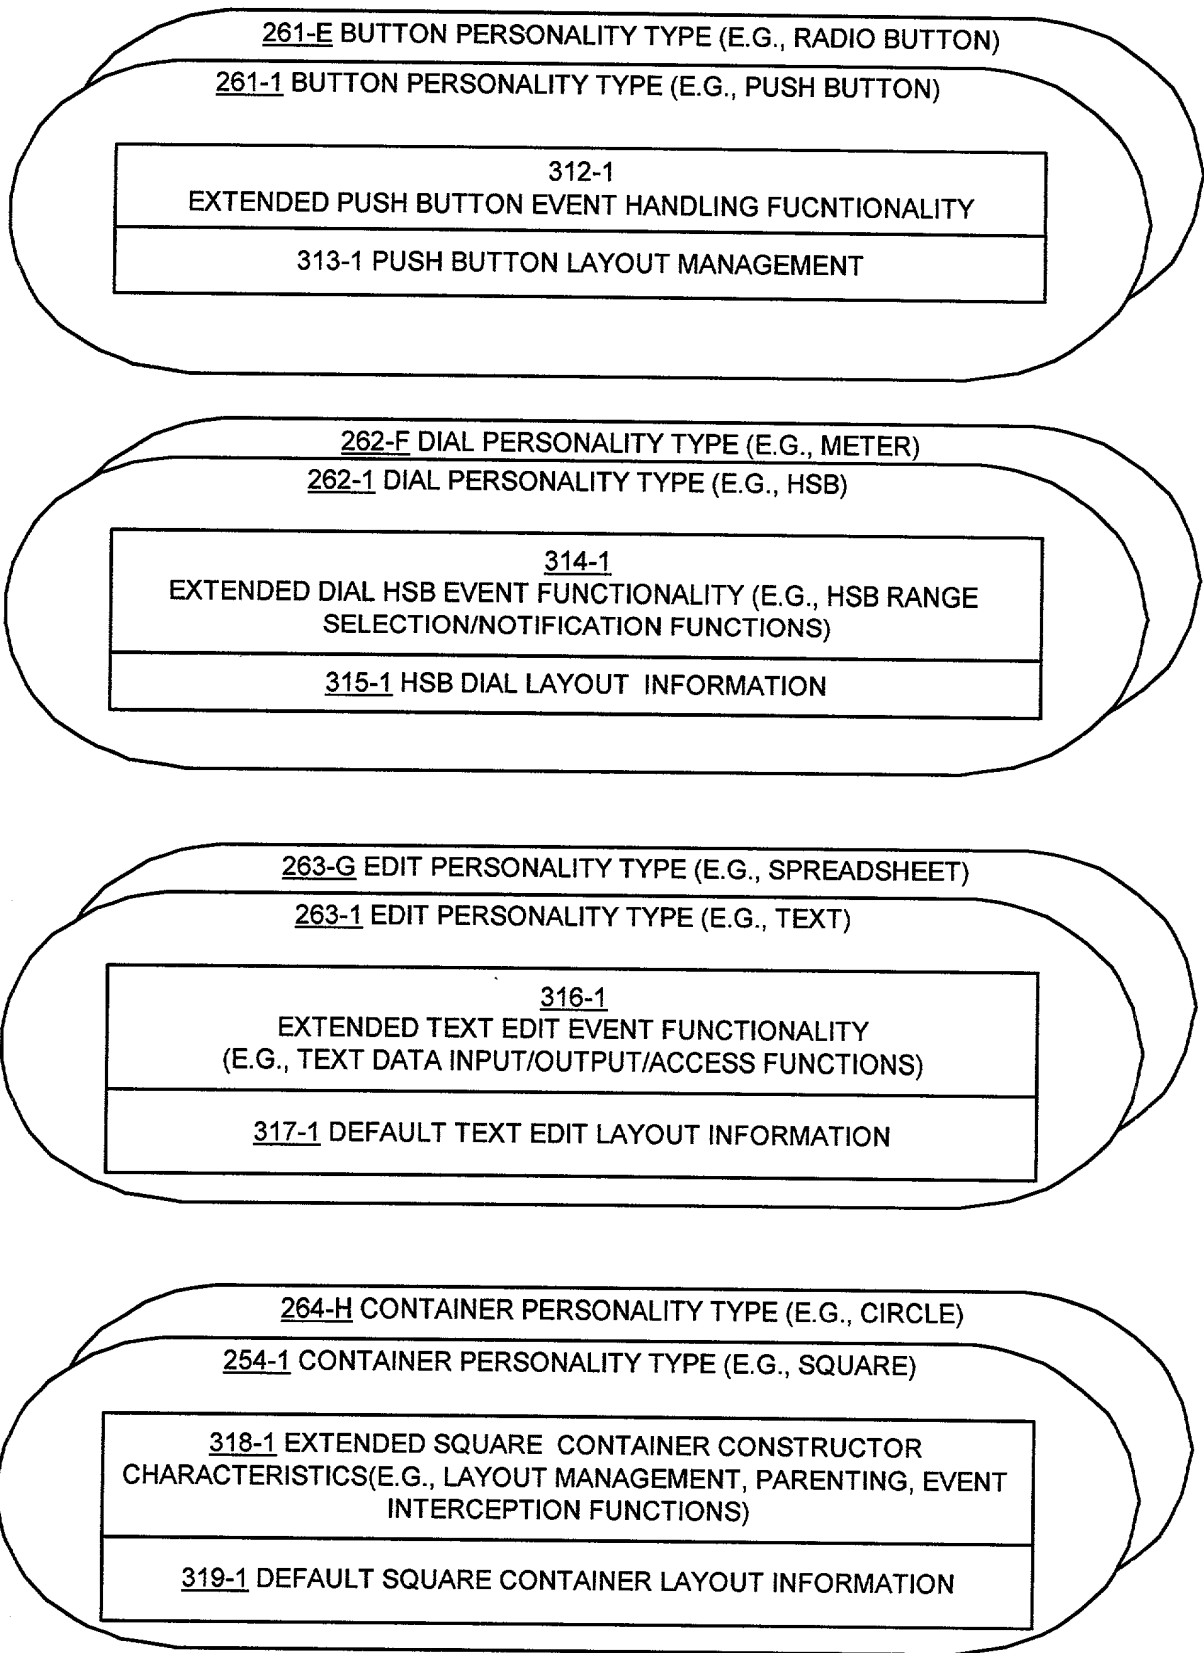 261-E BUTTON PERSONALITY TYPE (E.G., RADIO BUTTON)
261-1 BUTTON PERSONALITY TYPE (E.G., PUSH BUTTON)
312-1
EXTENDED PUSH BUTTON EVENT HANDLING FUCNTIONALITY
313-1 PUSH BUTTON LAYOUT MANAGEMENT
262-F DIAL PERSONALITY TYPE (E.G., METER)
262-1 DIAL PERSONALITY TYPE (E.G., HSB)
314-1
EXTENDED DIAL HSB EVENT FUNCTIONALITY (E.G., HSB RANGE
SELECTION/NOTIFICATION FUNCTIONS)
315-1 HSB DIAL LAYOUT INFORMATION
263-G EDIT PERSONALITY TYPE (E.G., SPREADSHEET)
263-1 EDIT PERSONALITY TYPE (E.G., TEXT)
316-1
EXTENDED TEXT EDIT EVENT FUNCTIONALITY
(E.G., TEXT DATA INPUT/OUTPUT/ACCESS FUNCTIONS)
317-1 DEFAULT TEXT EDIT LAYOUT INFORMATION
264-H CONTAINER PERSONALITY TYPE (E.G., CIRCLE)
254-1 CONTAINER PERSONALITY TYPE (E.G., SQUARE)
318-1 EXTENDED SQUARE CONTAINER CONSTRUCTOR
CHARACTERISTICS(E.G., LAYOUT MANAGEMENT, PARENTING, EVENT
INTERCEPTION FUNCTIONS)
319-1 DEFAULT SQUARE CONTAINER LAYOUT INFORMATION